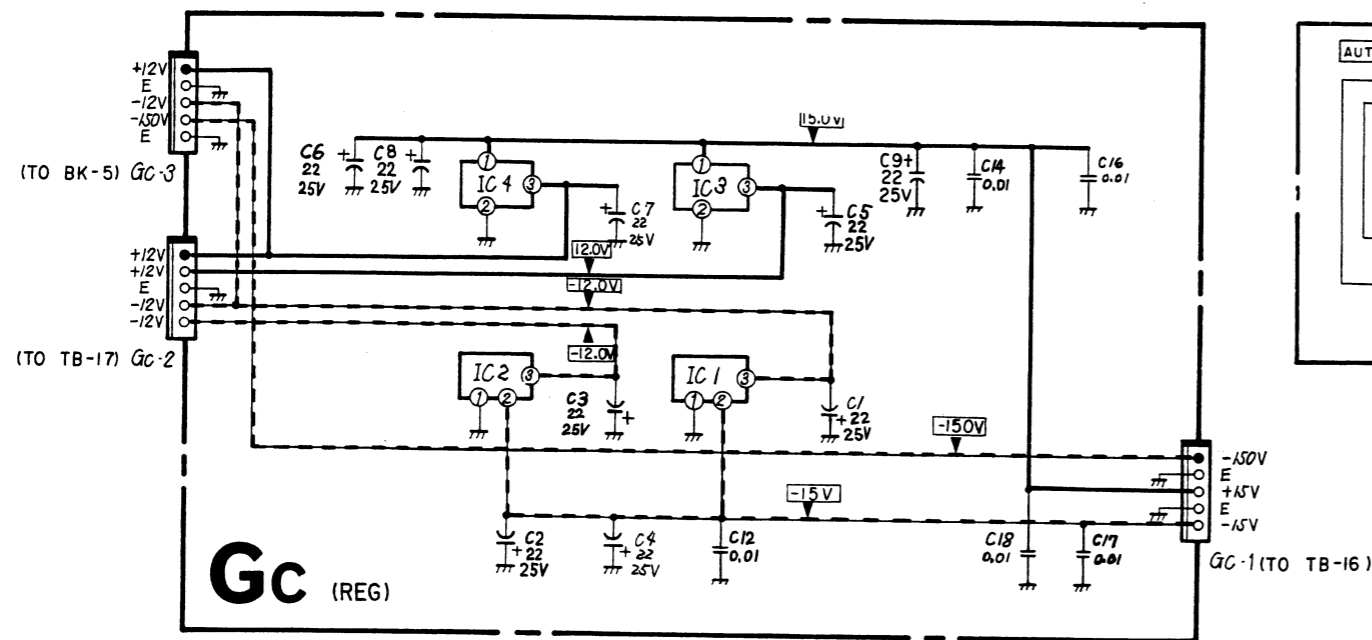 +12V
E
-12V
-150V
E
(TO BK-5) GC-3
C6
22
25V
+
C8
22
25V
+
1
IC4
3
2
+
C7
22
25V
15.0V
1
IC3
3
2
+
C5
22
25V
C9+
22
25V
C14
0.01
C16
0.01
AUT
+12V
+12V
E
-12V
-12V
(TO TB-17) GC-2
12.0V
-12.0V
-12.0V
IC2
3
1
2
C3
22
25V
+
IC1
3
1
2
C1
+22
25V
-150V
-15V
-150V
E
+15V
E
-15V
GC-1 (TO TB-16)
C2
+22
25V
C4
+22
25V
C12
0.01
C18
0.01
C17
0.01
GC (REG)